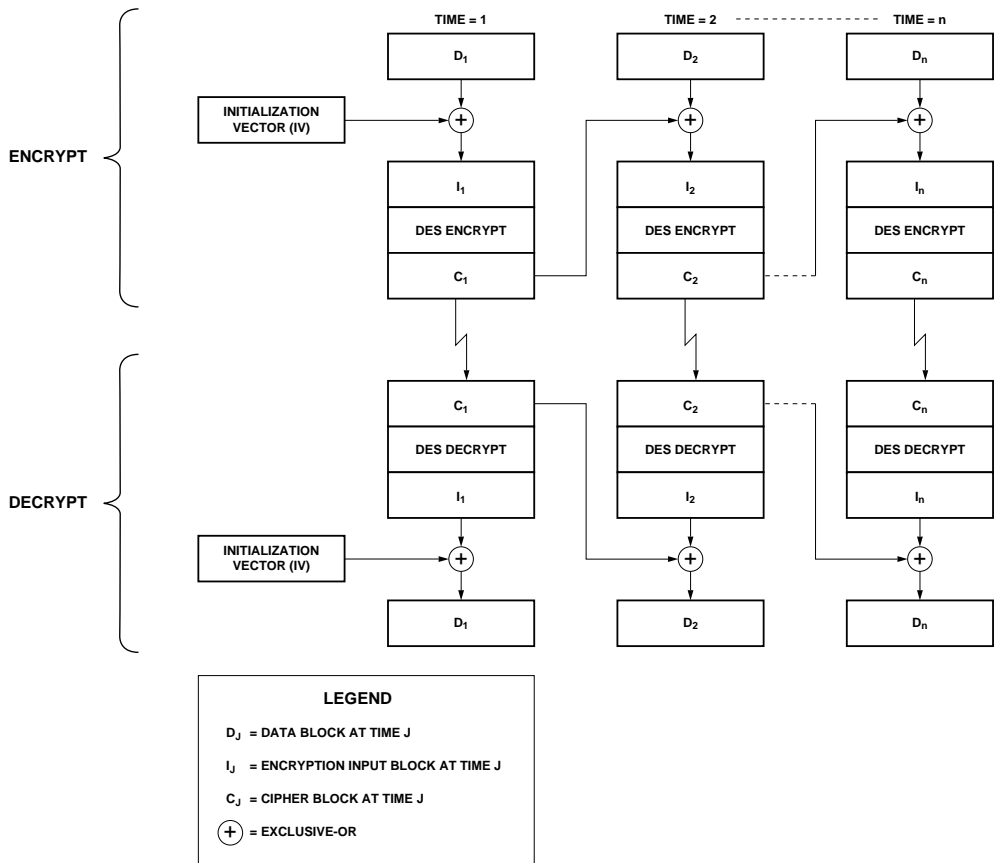 TIME = 1
TIME = 2
TIME = n
D1
D2
Dn
INITIALIZATION
VECTOR (IV)
+
+
+
ENCRYPT
I1
I2
In
DES ENCRYPT
DES ENCRYPT
DES ENCRYPT
C1
C2
Cn
C1
C2
Cn
DES DECRYPT
DES DECRYPT
DES DECRYPT
DECRYPT
I1
I2
In
INITIALIZATION
VECTOR (IV)
+
+
+
D1
D2
Dn
LEGEND
DJ = DATA BLOCK AT TIME J
IJ = ENCRYPTION INPUT BLOCK AT TIME J
CJ = CIPHER BLOCK AT TIME J
+ = EXCLUSIVE-OR